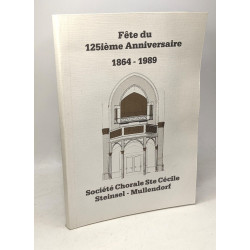 Fête du
125ième Anniversaire
1864 - 1989
Société Chorale Ste Cécile
Steinsel - Mullendorf